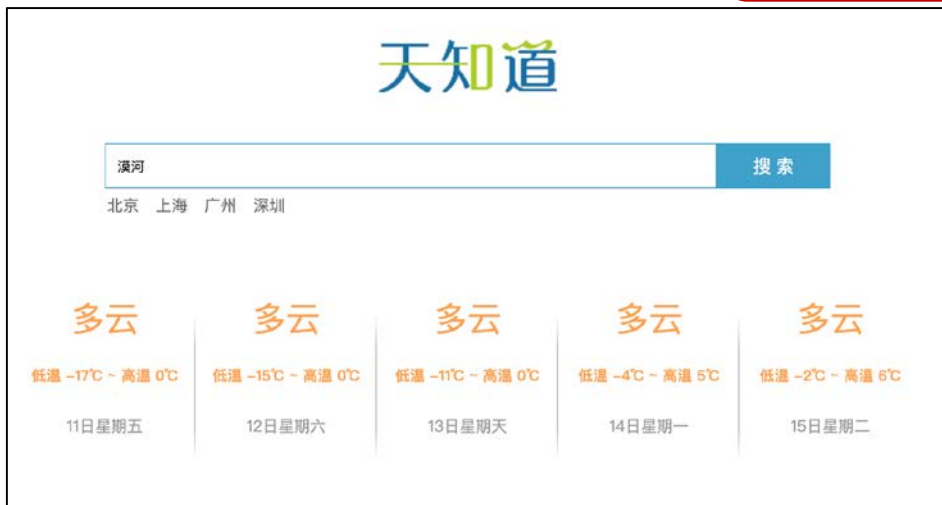 天知道
漠河
搜索
北京 上海 广州 深圳
多云 多云 多云 多云 多云
低温 -17℃ ~ 高温 0℃ 低温 -15℃ ~ 高温 0℃ 低温 -11℃ ~ 高温 0℃ 低温 -4℃ ~ 高温 5℃ 低温 -2℃ ~ 高温 6℃
11日星期五 12日星期六 13日星期天 14日星期一 15日星期二